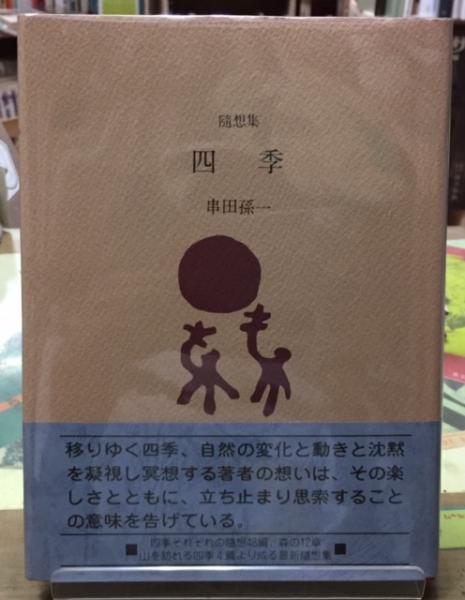 隨想集
四季
串田孫一
移りゆく四季、自然の変化と動きと沈黙
を凝視し冥想する著者の想いは、その楽
しさとともに、立ち止まり思索すること
の意味を告げている。
四季それぞれの随想48編、森の12章
山を訪れる四季4篇より成る最新随想集